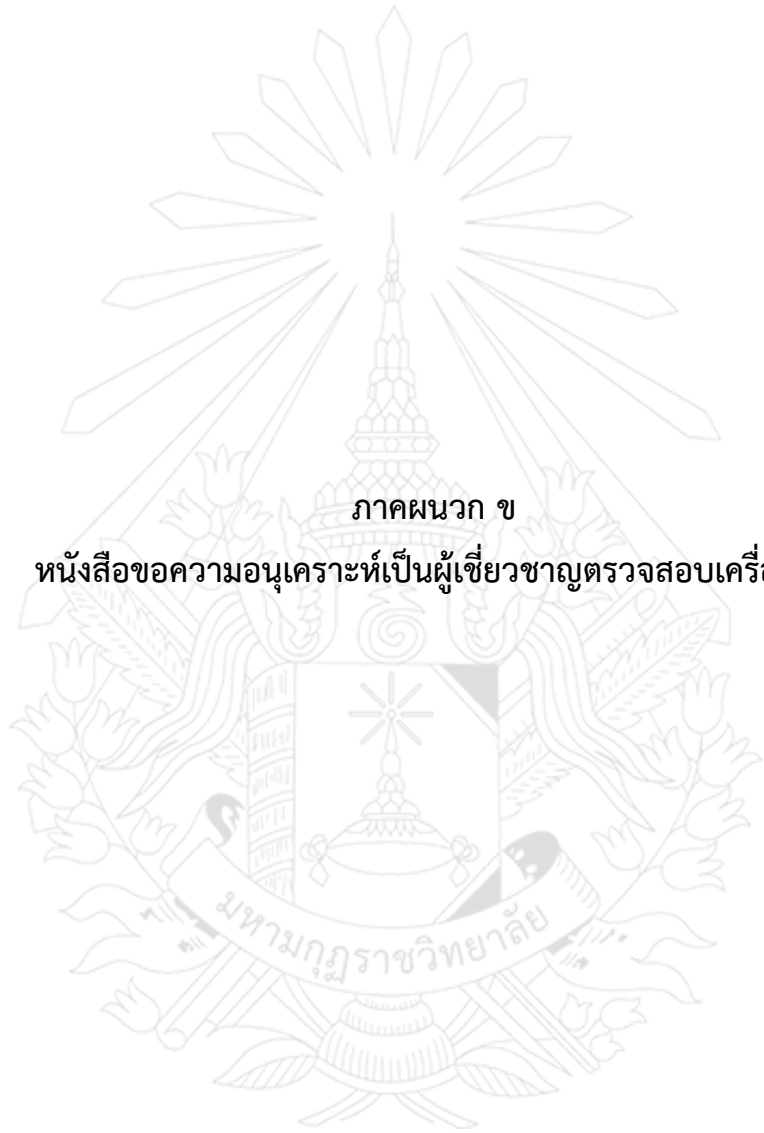 ภาคผนวก ข
หนังสือขอความอนุเคราะห์เป็นผู้เชี่ยวชาญตรวจสอบ
มหามกุฏราชวิทยาลัย